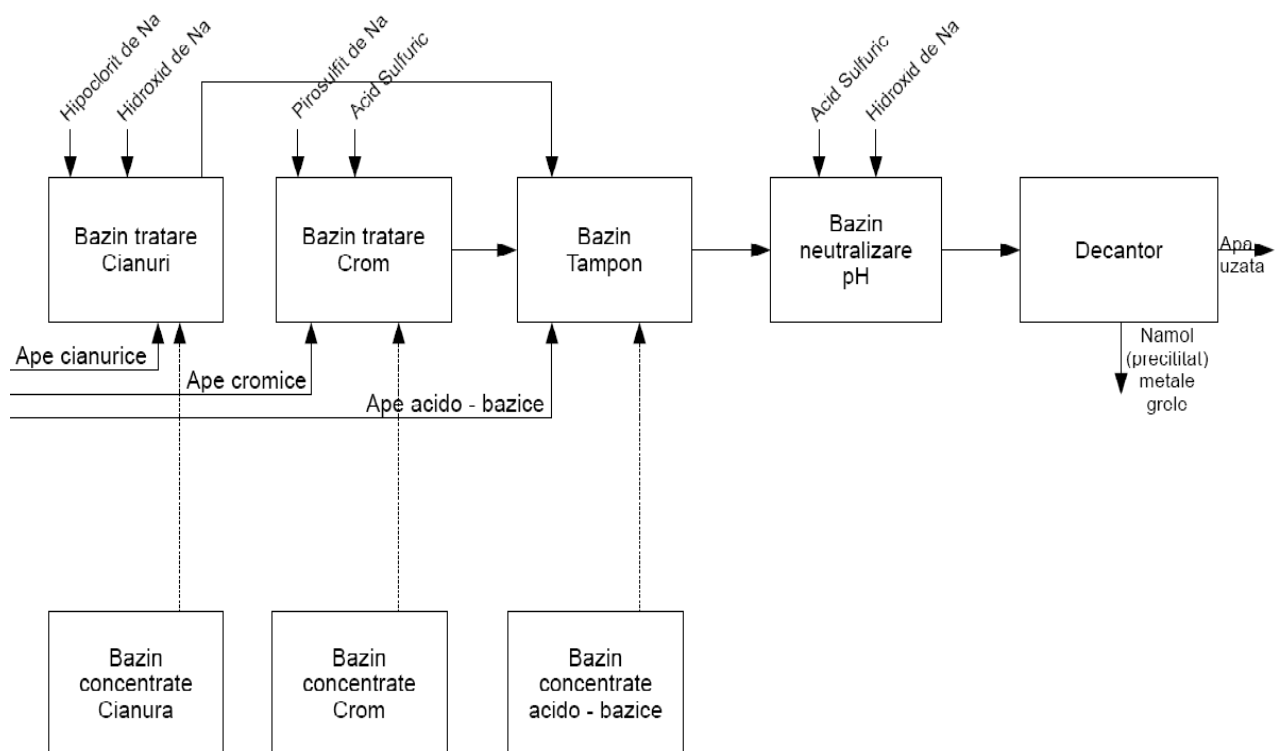 Hipoclorit de Na
Hidroxid de Na
Pirosulfit de Na
Acid Sulfuric
Acid Sulfuric
Hidroxid de Na
Bazin tratare
Cianuri
Bazin tratare
Crom
Bazin
Tampon
Bazin
neutralizare
pH
Decantor
Apa
uzata
Ape cianurice
Ape cromice
Ape acido - bazice
Namol
(precilitat)
metale
grele
Bazin
concentrate
Cianura
Bazin
concentrate
Crom
Bazin
concentrate
acido - bazice